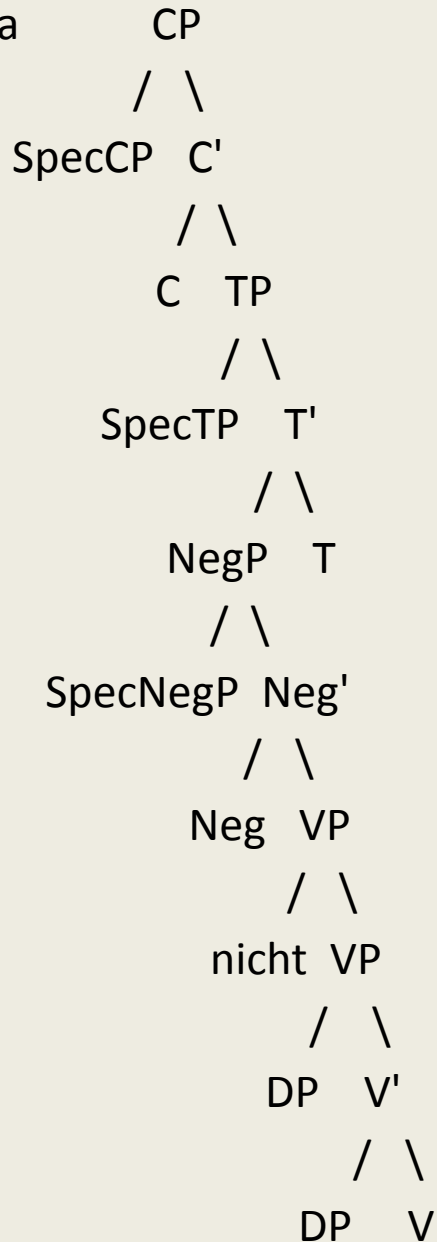 a CP
/ \
SpecCP C'
/ \
C TP
/ \
SpecTP T'
/ \
NegP T
/ \
SpecNegP Neg'
/ \
Neg VP
/ \
nicht VP
/ \
DP V'
/ \
DP V